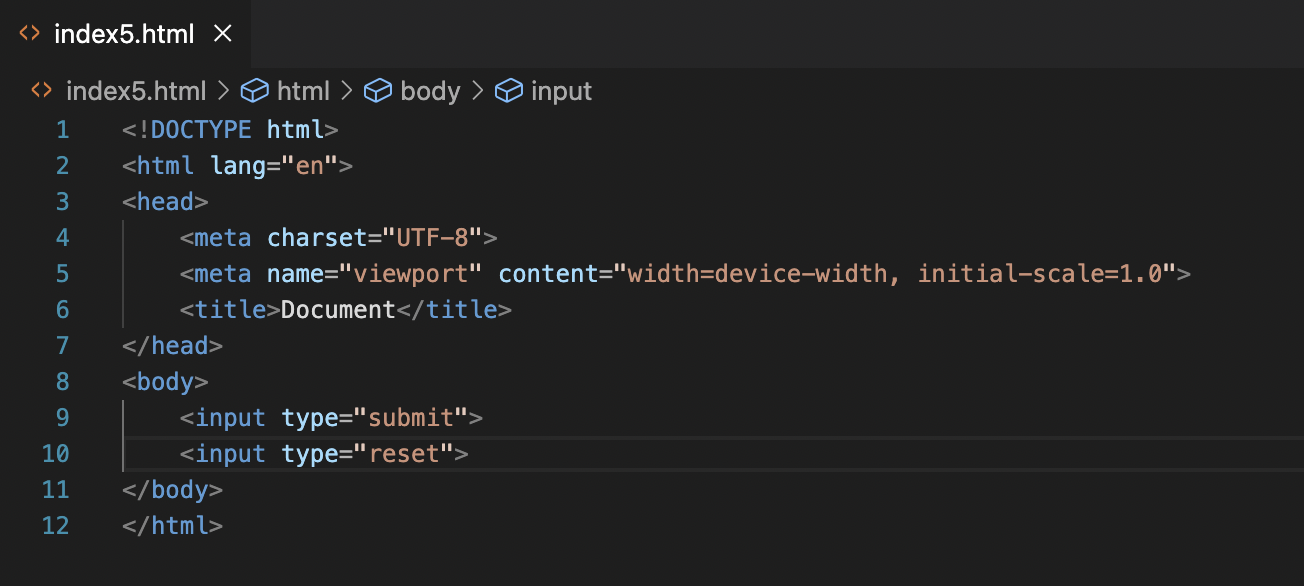 index5.html
index5.html > html > body > input
1 <!DOCTYPE html>
2 <html lang="en">
3 <head>
4     <meta charset="UTF-8">
5     <meta name="viewport" content="width=device-width, initial-scale=1.0">
6     <title>Document</title>
7 </head>
8 <body>
9     <input type="submit">
10     <input type="reset">
11 </body>
12 </html>